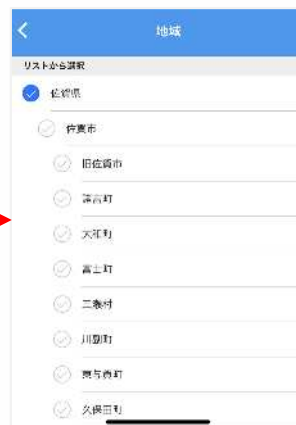 地域
リストから選択
佐賀県
佐賀市
旧佐賀市
諸富町
大和町
富士町
三瀬村
川副町
東与賀町
久保田町